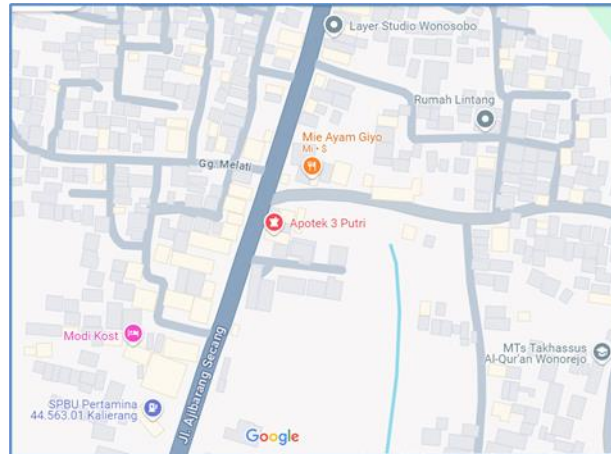 Layer Studio Wonosobo
Rumah Lintang
Mie Ayam Giyo
Mi • $
Gg. Melati
Apotek 3 Putri
Modi Kost
Jl. Ajibarang Secang
MTs Takhassus
Al-Qur'an Wonorejo
SPBU Pertamina
44.563.01 Kalierang
Google